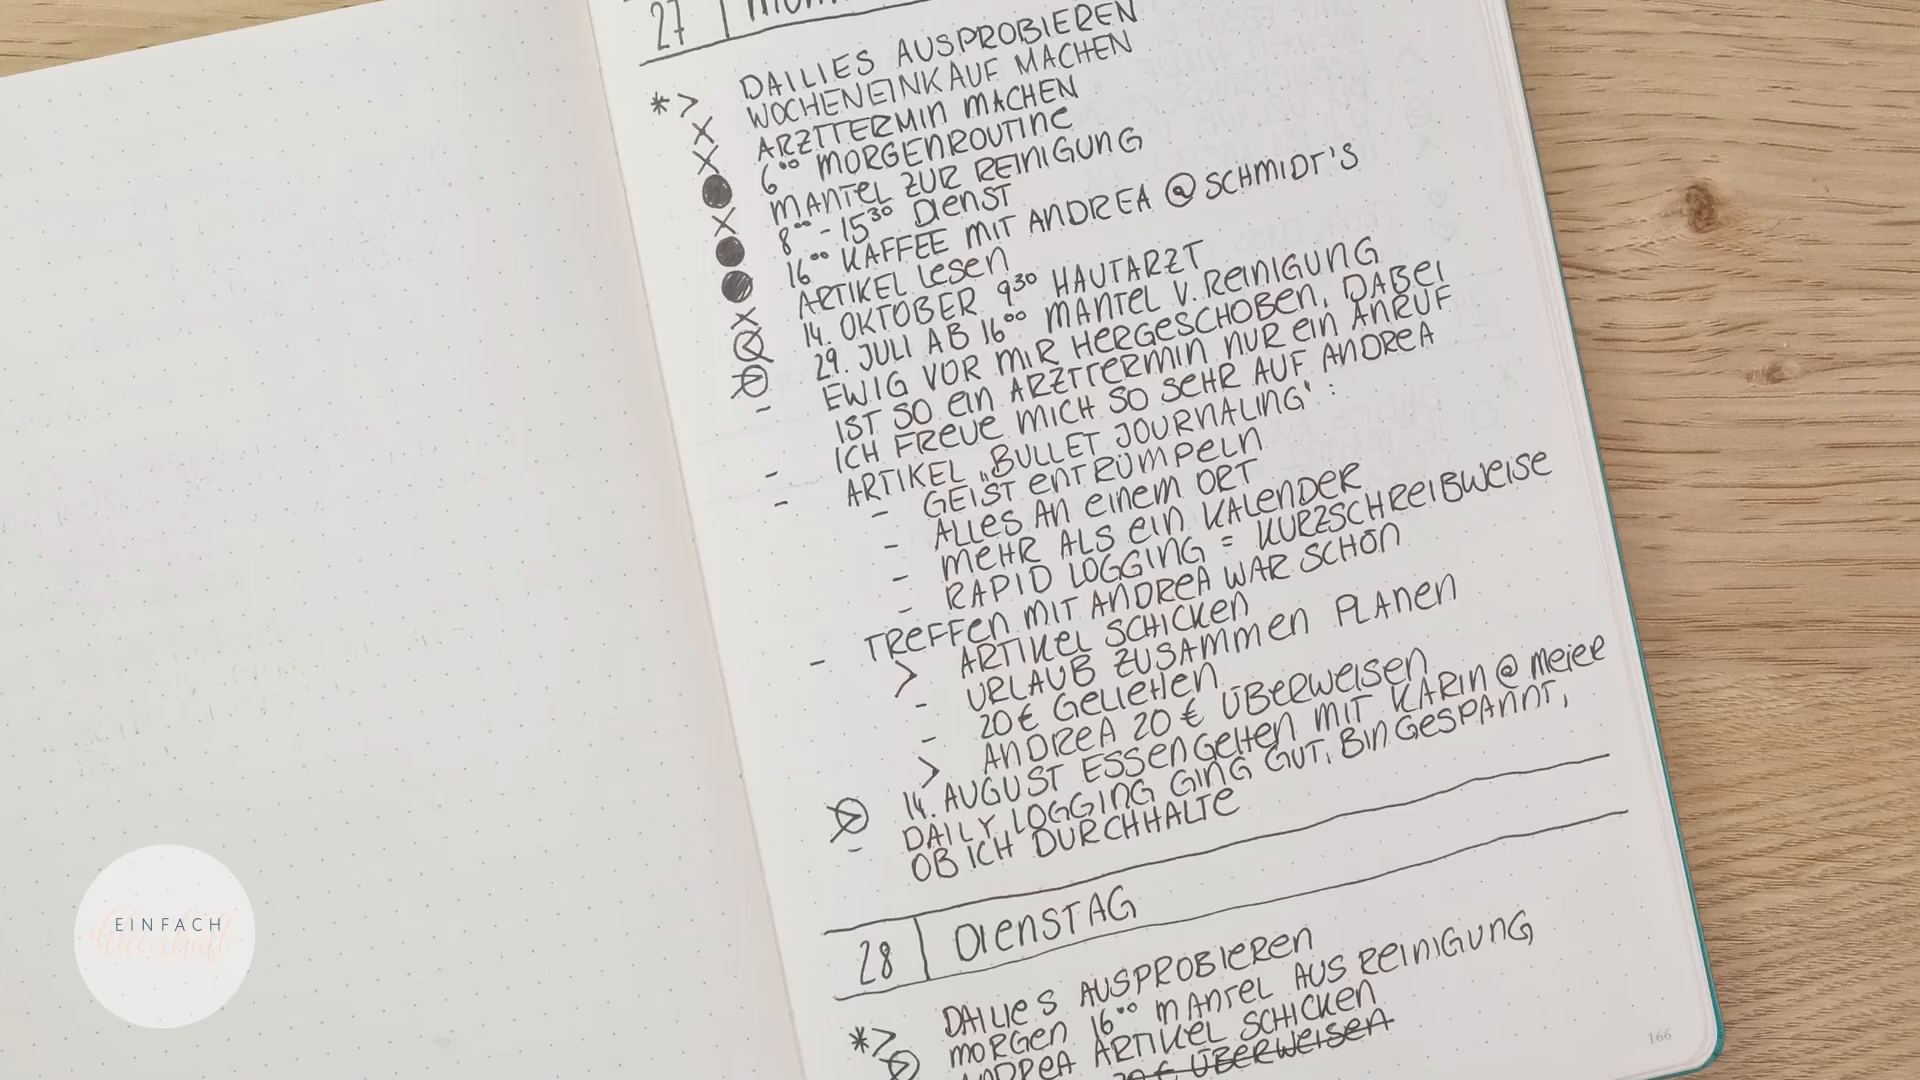 27
* > DAILIES AUSPROBIEREN
x WOCHENEINKAUF MACHEN
x ARZTTERMIN MACHEN
● 6⁰⁰ MORGENROUTINE
x MANTEL ZUR REINIGUNG
● 8⁰⁰ - 15³⁰ DIENST
● 16⁰⁰ KAFFEE MIT ANDREA @ SCHMIDT'S
x ARTIKEL LESEN
14. OKTOBER 9³⁰ HAUTARZT
29. JULI AB 16⁰⁰ MANTEL V. REINIGUNG
- EWIG VOR MIR HERGESCHOBEN, DABEI
IST SO EIN ARZTTERMIN NUR EIN ANRUF
- ICH FREUE MICH SO SEHR AUF ANDREA
- ARTIKEL „BULLET JOURNALING":
- GEIST ENTRÜMPELN
- ALLES AN EINEM ORT
- MEHR ALS EIN KALENDER
- RAPID LOGGING = KURZSCHREIBWEISE
- TREFFEN MIT ANDREA WAR SCHÖN
> ARTIKEL SCHICKEN
- URLAUB ZUSAMMEN PLANEN
- 20€ GELIEHEN
> ANDREA 20€ ÜBERWEISEN
14. AUGUST ESSENGEHEN MIT KARIN @ MEIER
- DAILY LOGGING GING GUT. BIN GESPANNT,
OB ICH DURCHHALTE
28 DIENSTAG
* > DAILIES AUSPROBIEREN
MORGEN 16⁰⁰ MANTEL AUS REINIGUNG
ANDREA ARTIKEL SCHICKEN
20€ ÜBERWEISEN
166
EINFACH